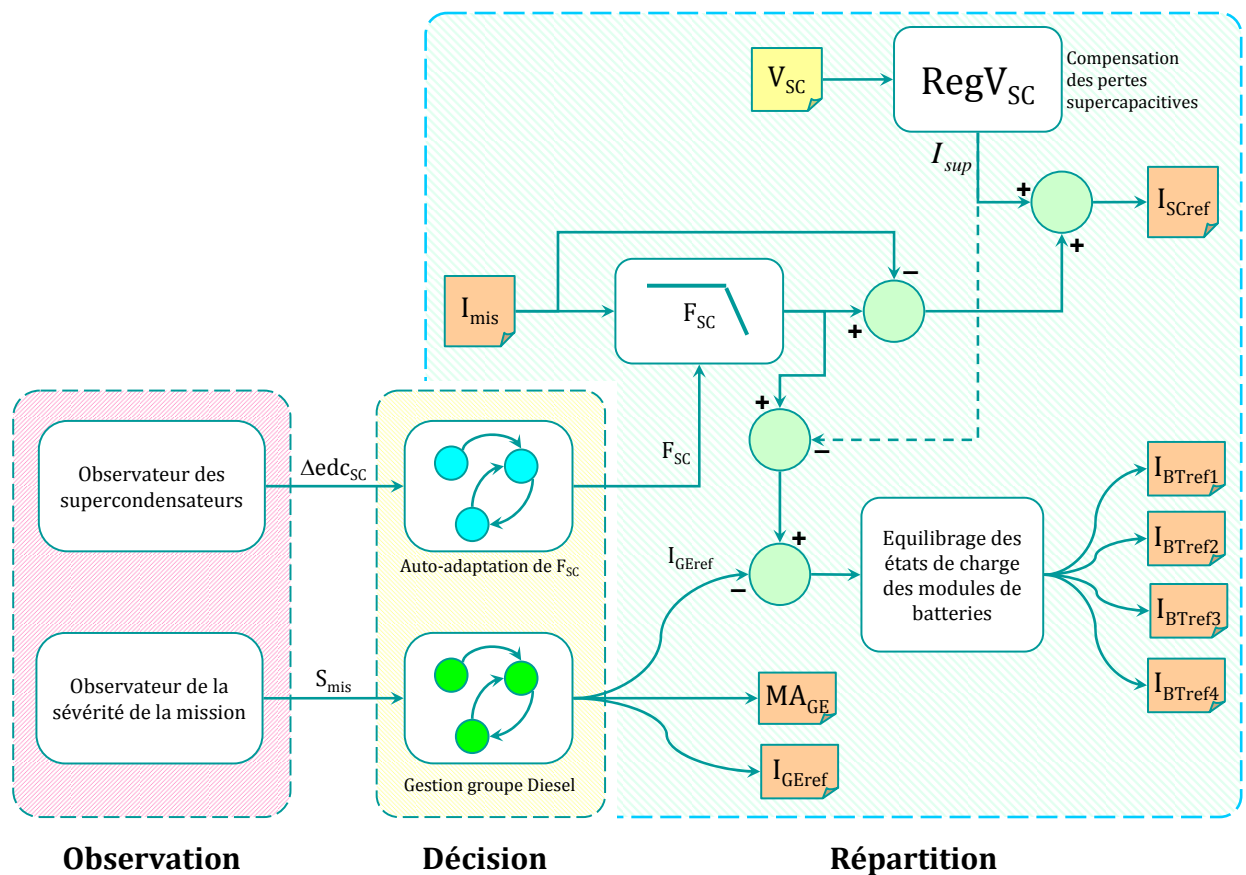 V_SC
RegV_SC
Compensation
des pertes
supercapacitives
I_sup
+
I_SCref
+
−
I_mis
F_SC
+
+
−
Observateur des
supercondensateurs
Δedc_SC
Auto-adaptation de F_SC
F_SC
I_BTref1
I_GEref
+
−
Equilibrage des
états de charge
des modules de
batteries
I_BTref2
I_BTref3
I_BTref4
Observateur de la
sévérité de la mission
S_mis
Gestion groupe Diesel
MA_GE
I_GEref
Observation
Décision
Répartition